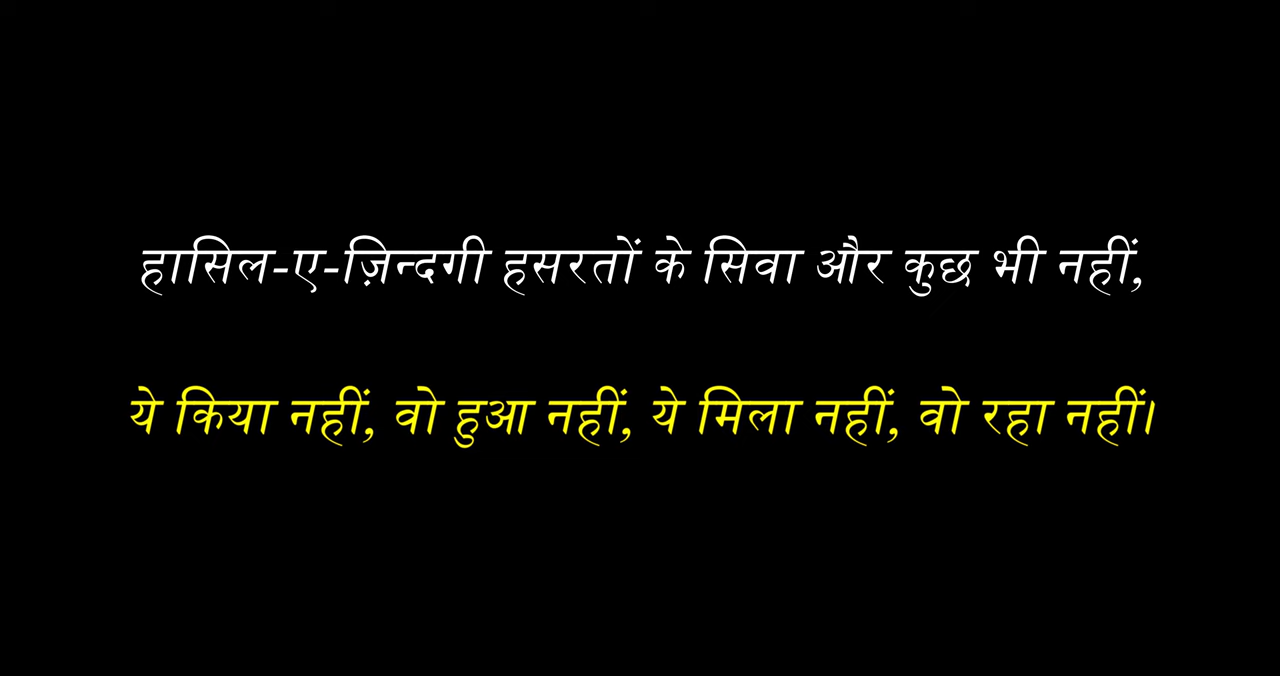 हासिल-ए-ज़िन्दगी हसरतों के सिवा और कुछ भी नहीं,
ये किया नहीं, वो हुआ नहीं, ये मिला नहीं, वो रहा नहीं।